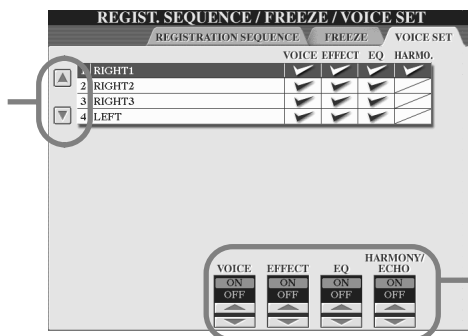 REGIST. SEQUENCE / FREEZE / VOICE SET
REGISTRATION SEQUENCE FREEZE VOICE SET
VOICE EFFECT EQ HARMO.
1 RIGHT1
2 RIGHT2
3 RIGHT3
4 LEFT
VOICE EFFECT EQ HARMONY/ECHO
ON ON ON ON
OFF OFF OFF OFF